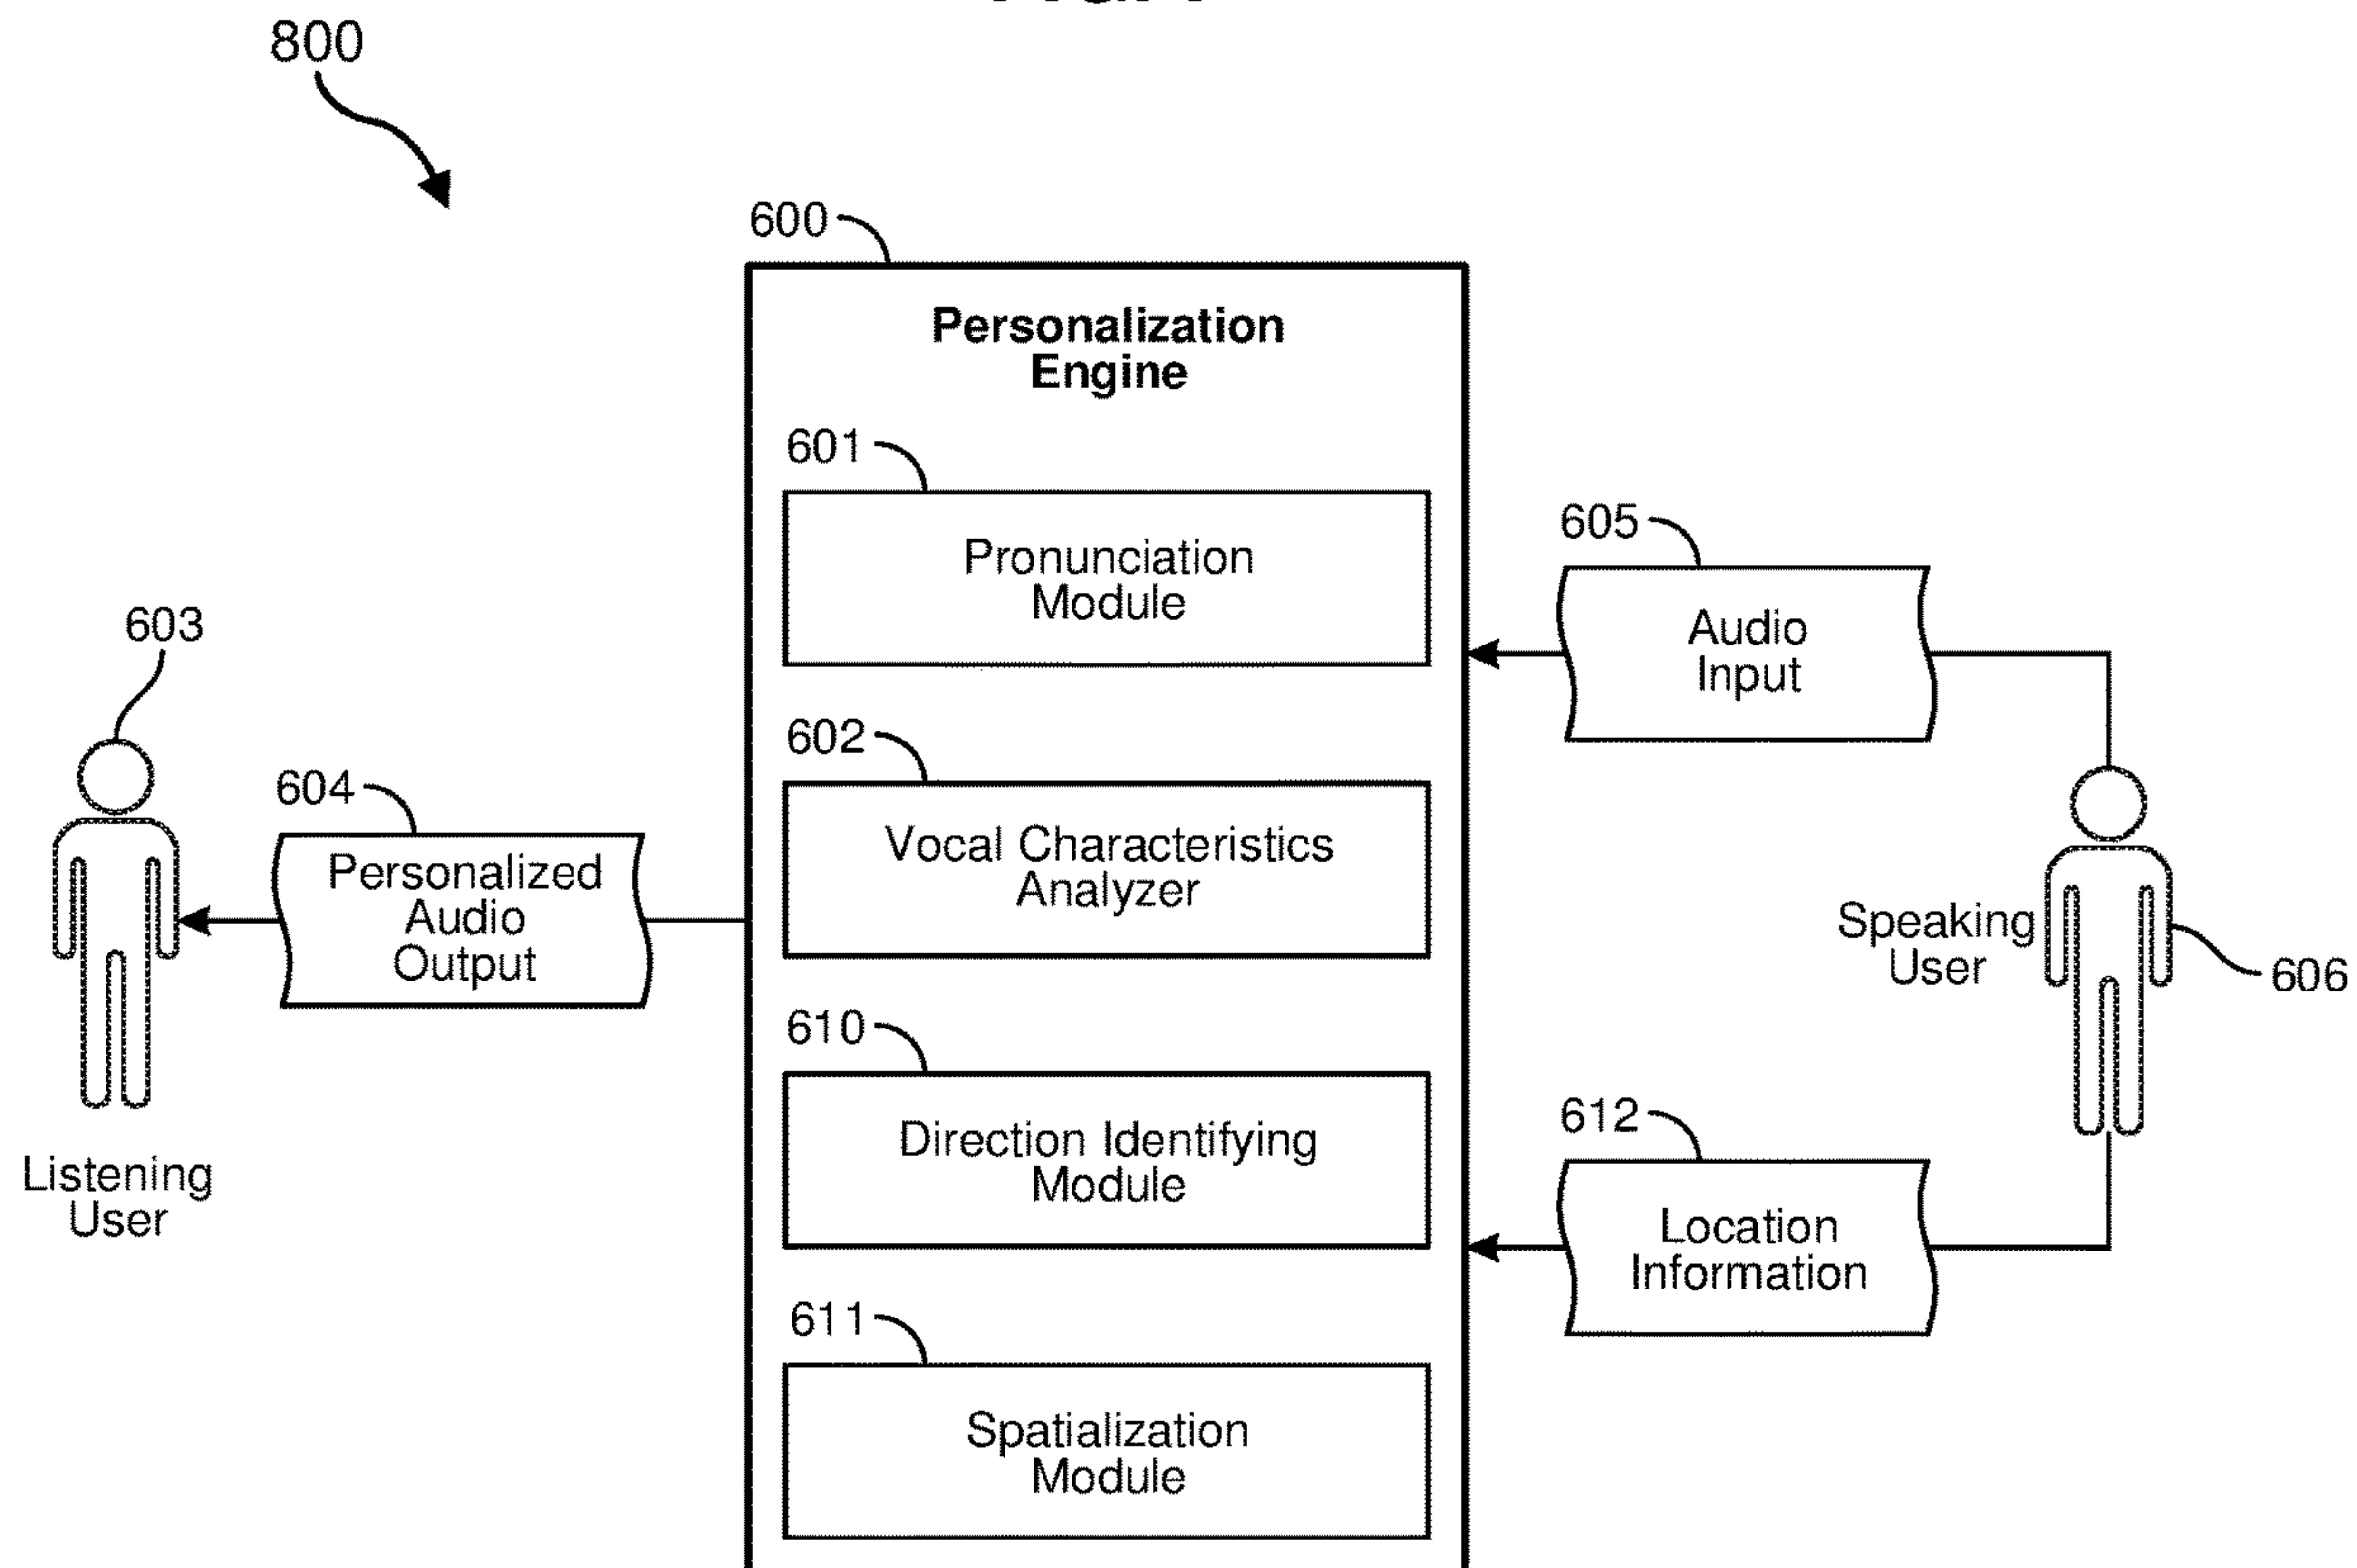 800
600
Personalization
Engine
601
Pronunciation
Module
605
Audio
Input
603
602
Vocal Characteristics
Analyzer
604
Personalized
Audio
Output
Speaking
User
606
610
Direction Identifying
Module
612
Location
Information
Listening
User
611
Spatialization
Module